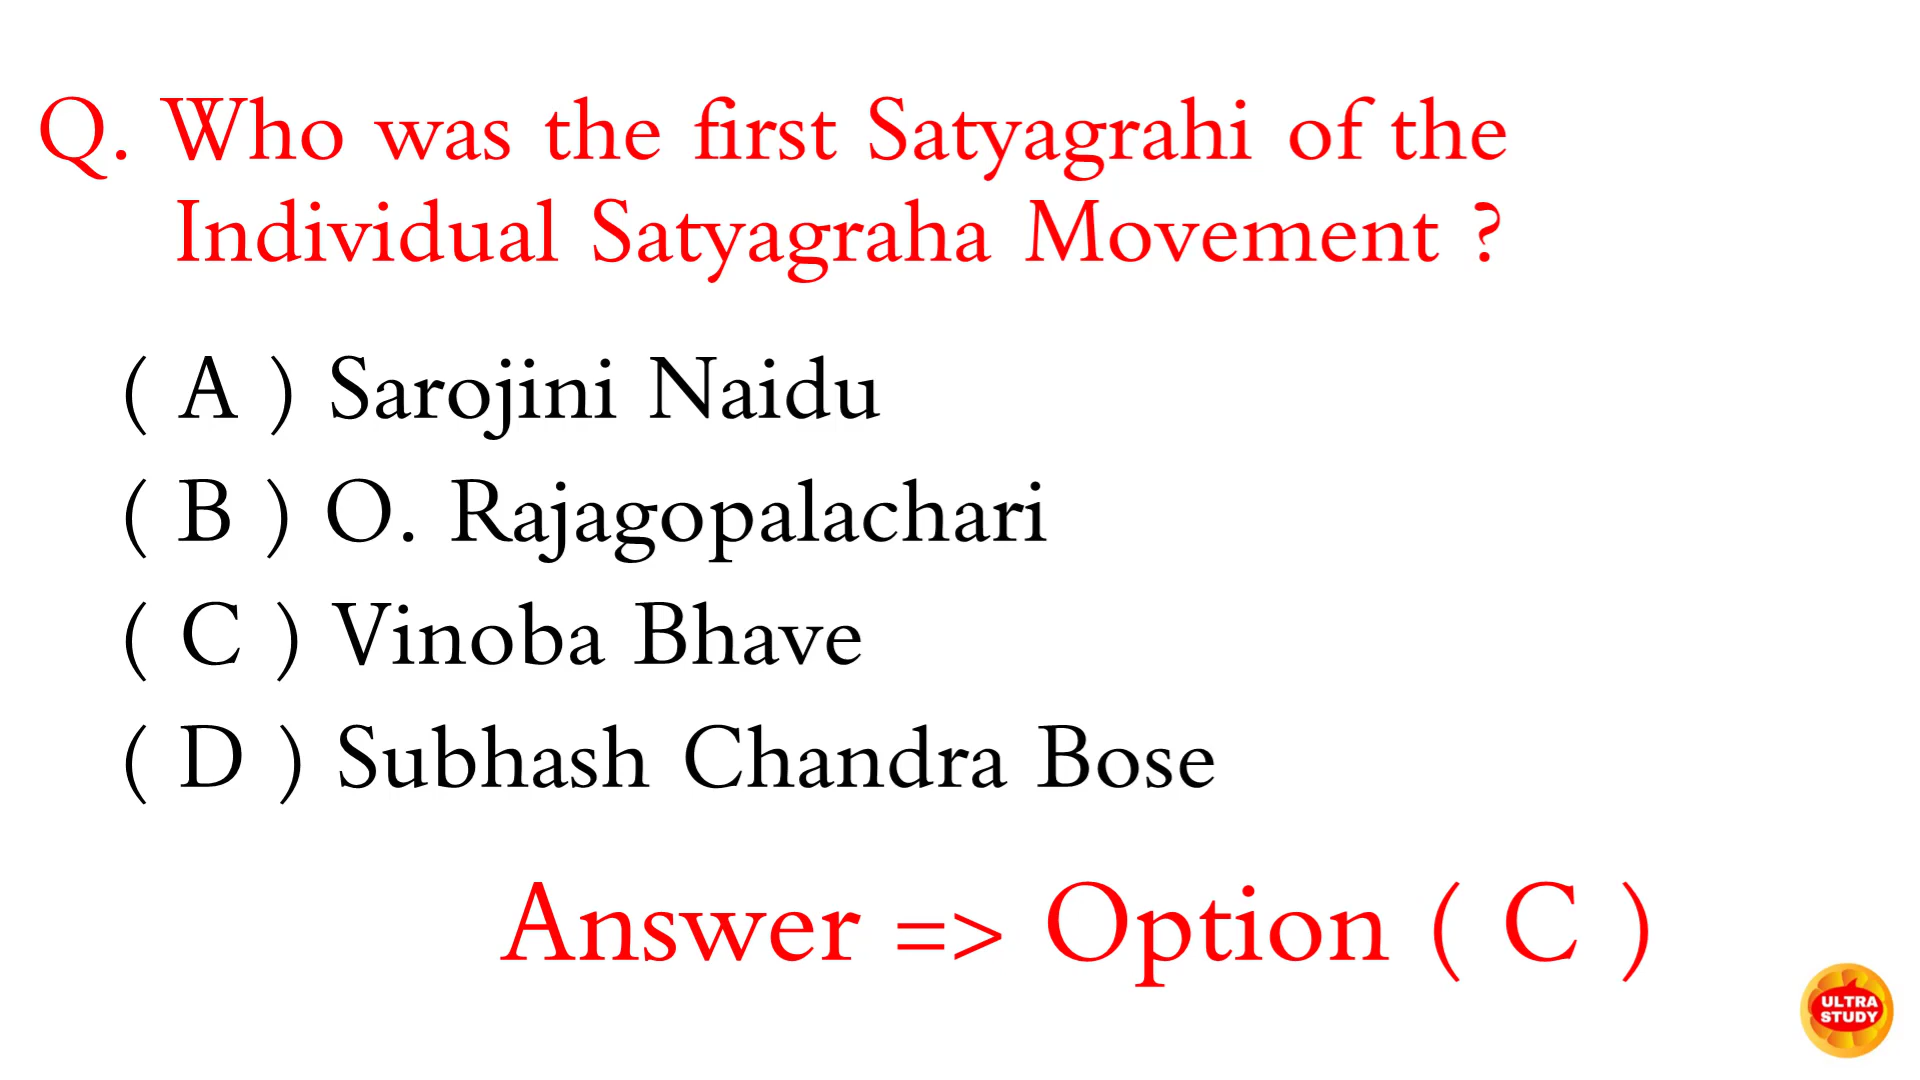 Q. Who was the first Satyagrahi of the
Individual Satyagraha Movement ?
( A ) Sarojini Naidu
( B ) O. Rajagopalachari
( C ) Vinoba Bhave
( D ) Subhash Chandra Bose
Answer => Option ( C )
ULTRA
STUDY